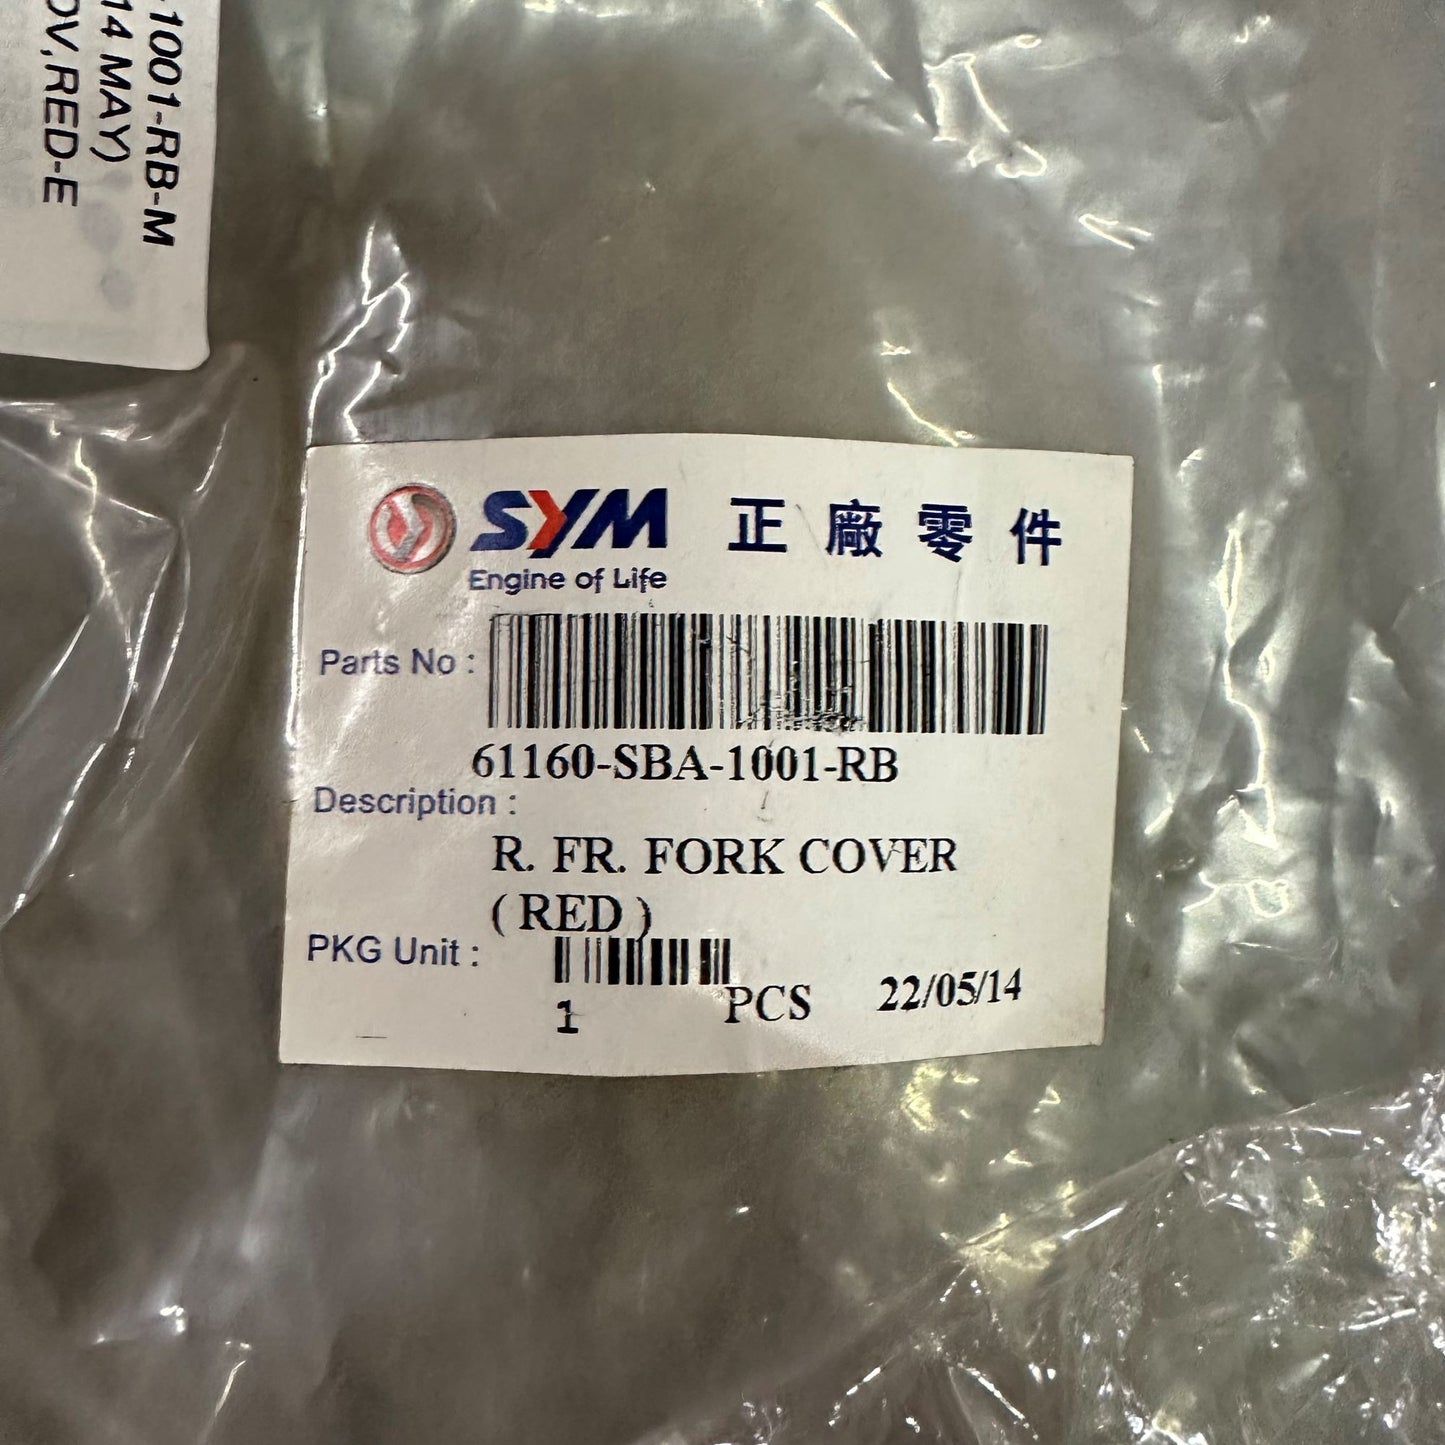 -1001-RB-M
14 MAY)
OV,RED-E
SYM 正廠零件
Engine of Life
Parts No :
61160-SBA-1001-RB
Description :
R. FR. FORK COVER
( RED )
PKG Unit :
1 PCS 22/05/14